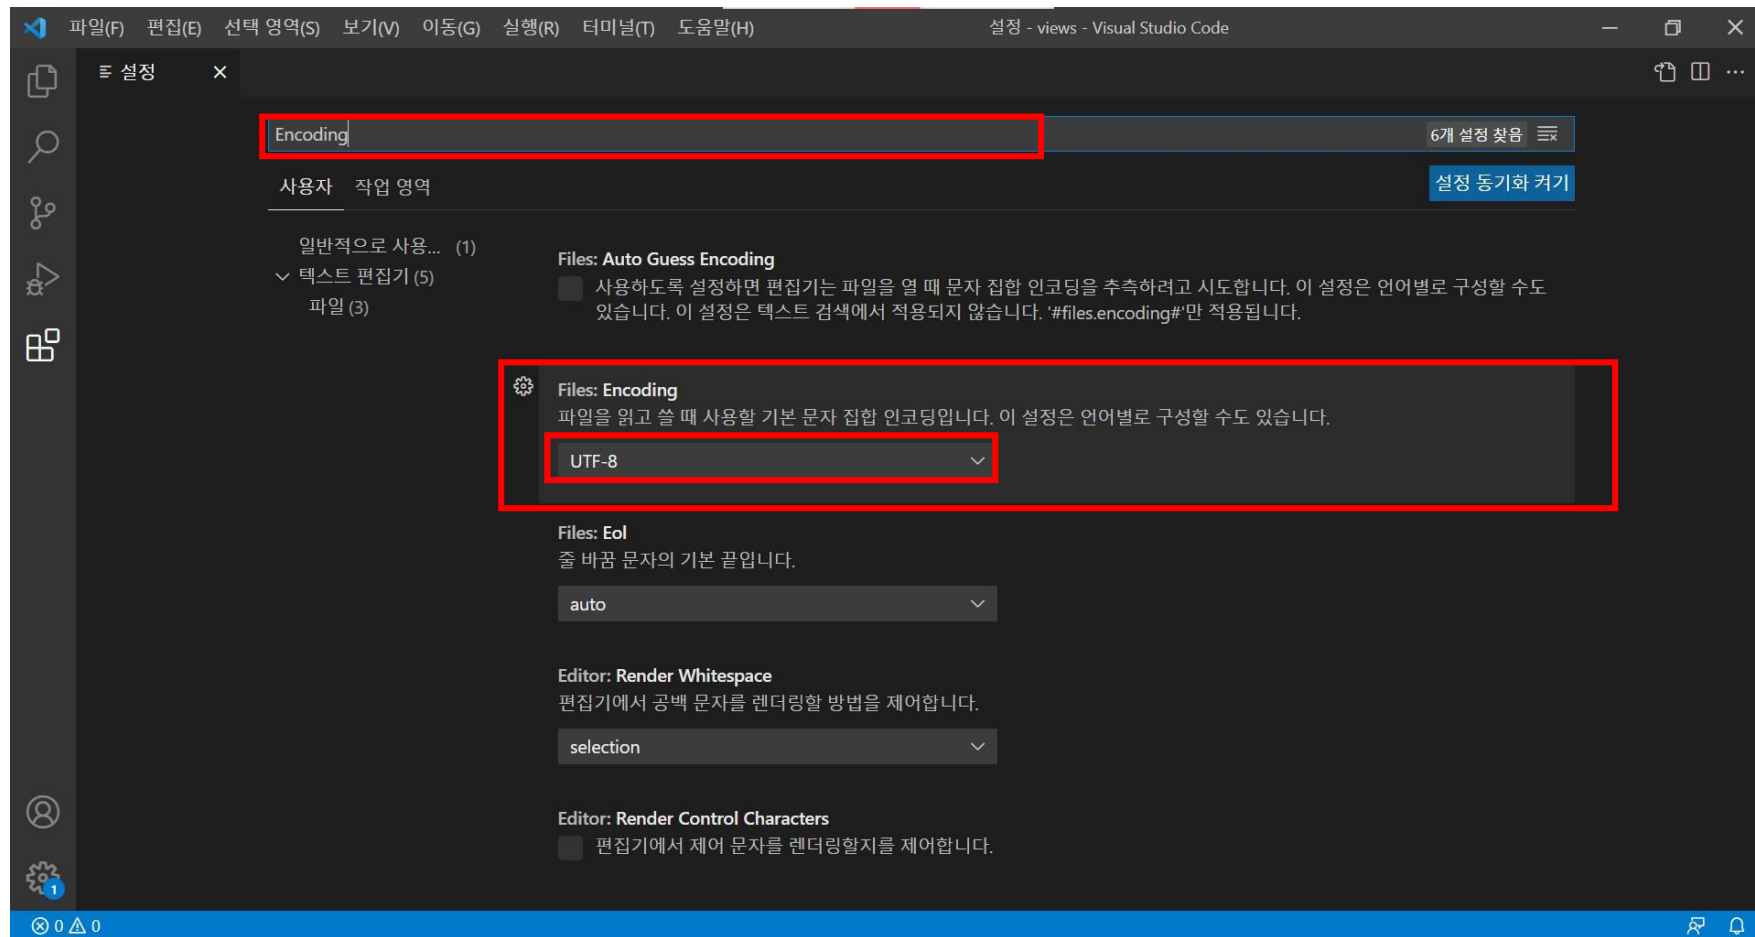 파일(F) 편집(E) 선택 영역(S) 보기(V) 이동(G) 실행(R) 터미널(T) 도움말(H) 설정 - views - Visual Studio Code
설정
Encoding 6개 설정 찾음
사용자 작업 영역 설정 동기화 켜기
일반적으로 사용... (1)
텍스트 편집기 (5)
파일 (3)
Files: Auto Guess Encoding
사용하도록 설정하면 편집기는 파일을 열 때 문자 집합 인코딩을 추측하려고 시도합니다. 이 설정은 언어별로 구성할 수도
있습니다. 이 설정은 텍스트 검색에서 적용되지 않습니다. '#files.encoding#'만 적용됩니다.
Files: Encoding
파일을 읽고 쓸 때 사용할 기본 문자 집합 인코딩입니다. 이 설정은 언어별로 구성할 수도 있습니다.
UTF-8
Files: Eol
줄 바꿈 문자의 기본 끝입니다.
auto
Editor: Render Whitespace
편집기에서 공백 문자를 렌더링할 방법을 제어합니다.
selection
Editor: Render Control Characters
편집기에서 제어 문자를 렌더링할지를 제어합니다.
1
0 0